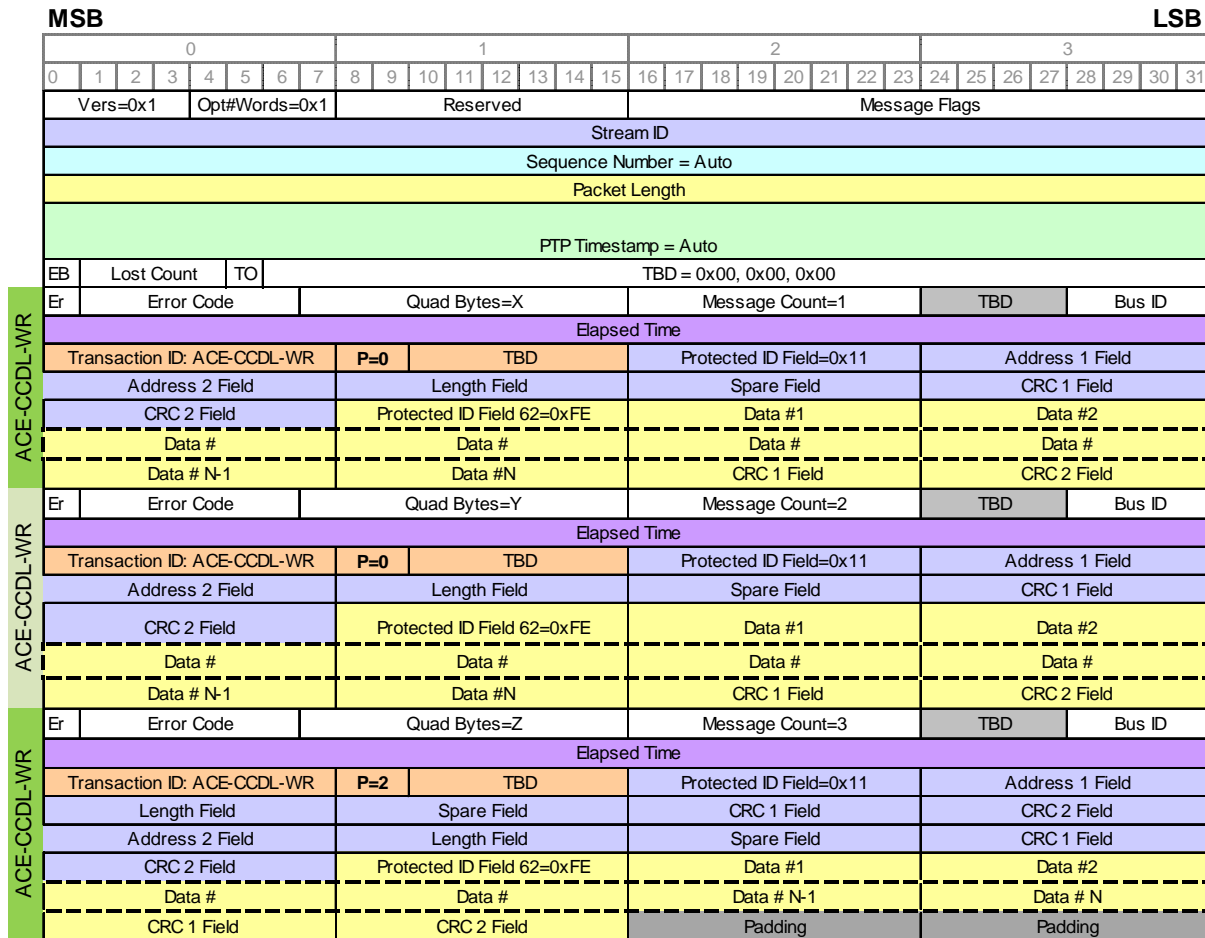 MSB LSB
0 1 2 3
0 1 2 3 4 5 6 7 8 9 10 11 12 13 14 15 16 17 18 19 20 21 22 23 24 25 26 27 28 29 30 31
Vers=0x1 Opt#Words=0x1 Reserved Message Flags
Stream ID
Sequence Number = Auto
Packet Length
PTP Timestamp = Auto
EB Lost Count TO TBD = 0x00, 0x00, 0x00
ACE-CCDL-WR
Er Error Code Quad Bytes=X Message Count=1 TBD Bus ID
Elapsed Time
Transaction ID: ACE-CCDL-WR P=0 TBD Protected ID Field=0x11 Address 1 Field
Address 2 Field Length Field Spare Field CRC 1 Field
CRC 2 Field Protected ID Field 62=0xFE Data #1 Data #2
Data # Data # Data # Data #
Data # N-1 Data #N CRC 1 Field CRC 2 Field
ACE-CCDL-WR
Er Error Code Quad Bytes=Y Message Count=2 TBD Bus ID
Elapsed Time
Transaction ID: ACE-CCDL-WR P=0 TBD Protected ID Field=0x11 Address 1 Field
Address 2 Field Length Field Spare Field CRC 1 Field
CRC 2 Field Protected ID Field 62=0xFE Data #1 Data #2
Data # Data # Data # Data #
Data # N-1 Data #N CRC 1 Field CRC 2 Field
ACE-CCDL-WR
Er Error Code Quad Bytes=Z Message Count=3 TBD Bus ID
Elapsed Time
Transaction ID: ACE-CCDL-WR P=2 TBD Protected ID Field=0x11 Address 1 Field
Length Field Spare Field CRC 1 Field CRC 2 Field
Address 2 Field Length Field Spare Field CRC 1 Field
CRC 2 Field Protected ID Field 62=0xFE Data #1 Data #2
Data # Data # Data # N-1 Data # N
CRC 1 Field CRC 2 Field Padding Padding